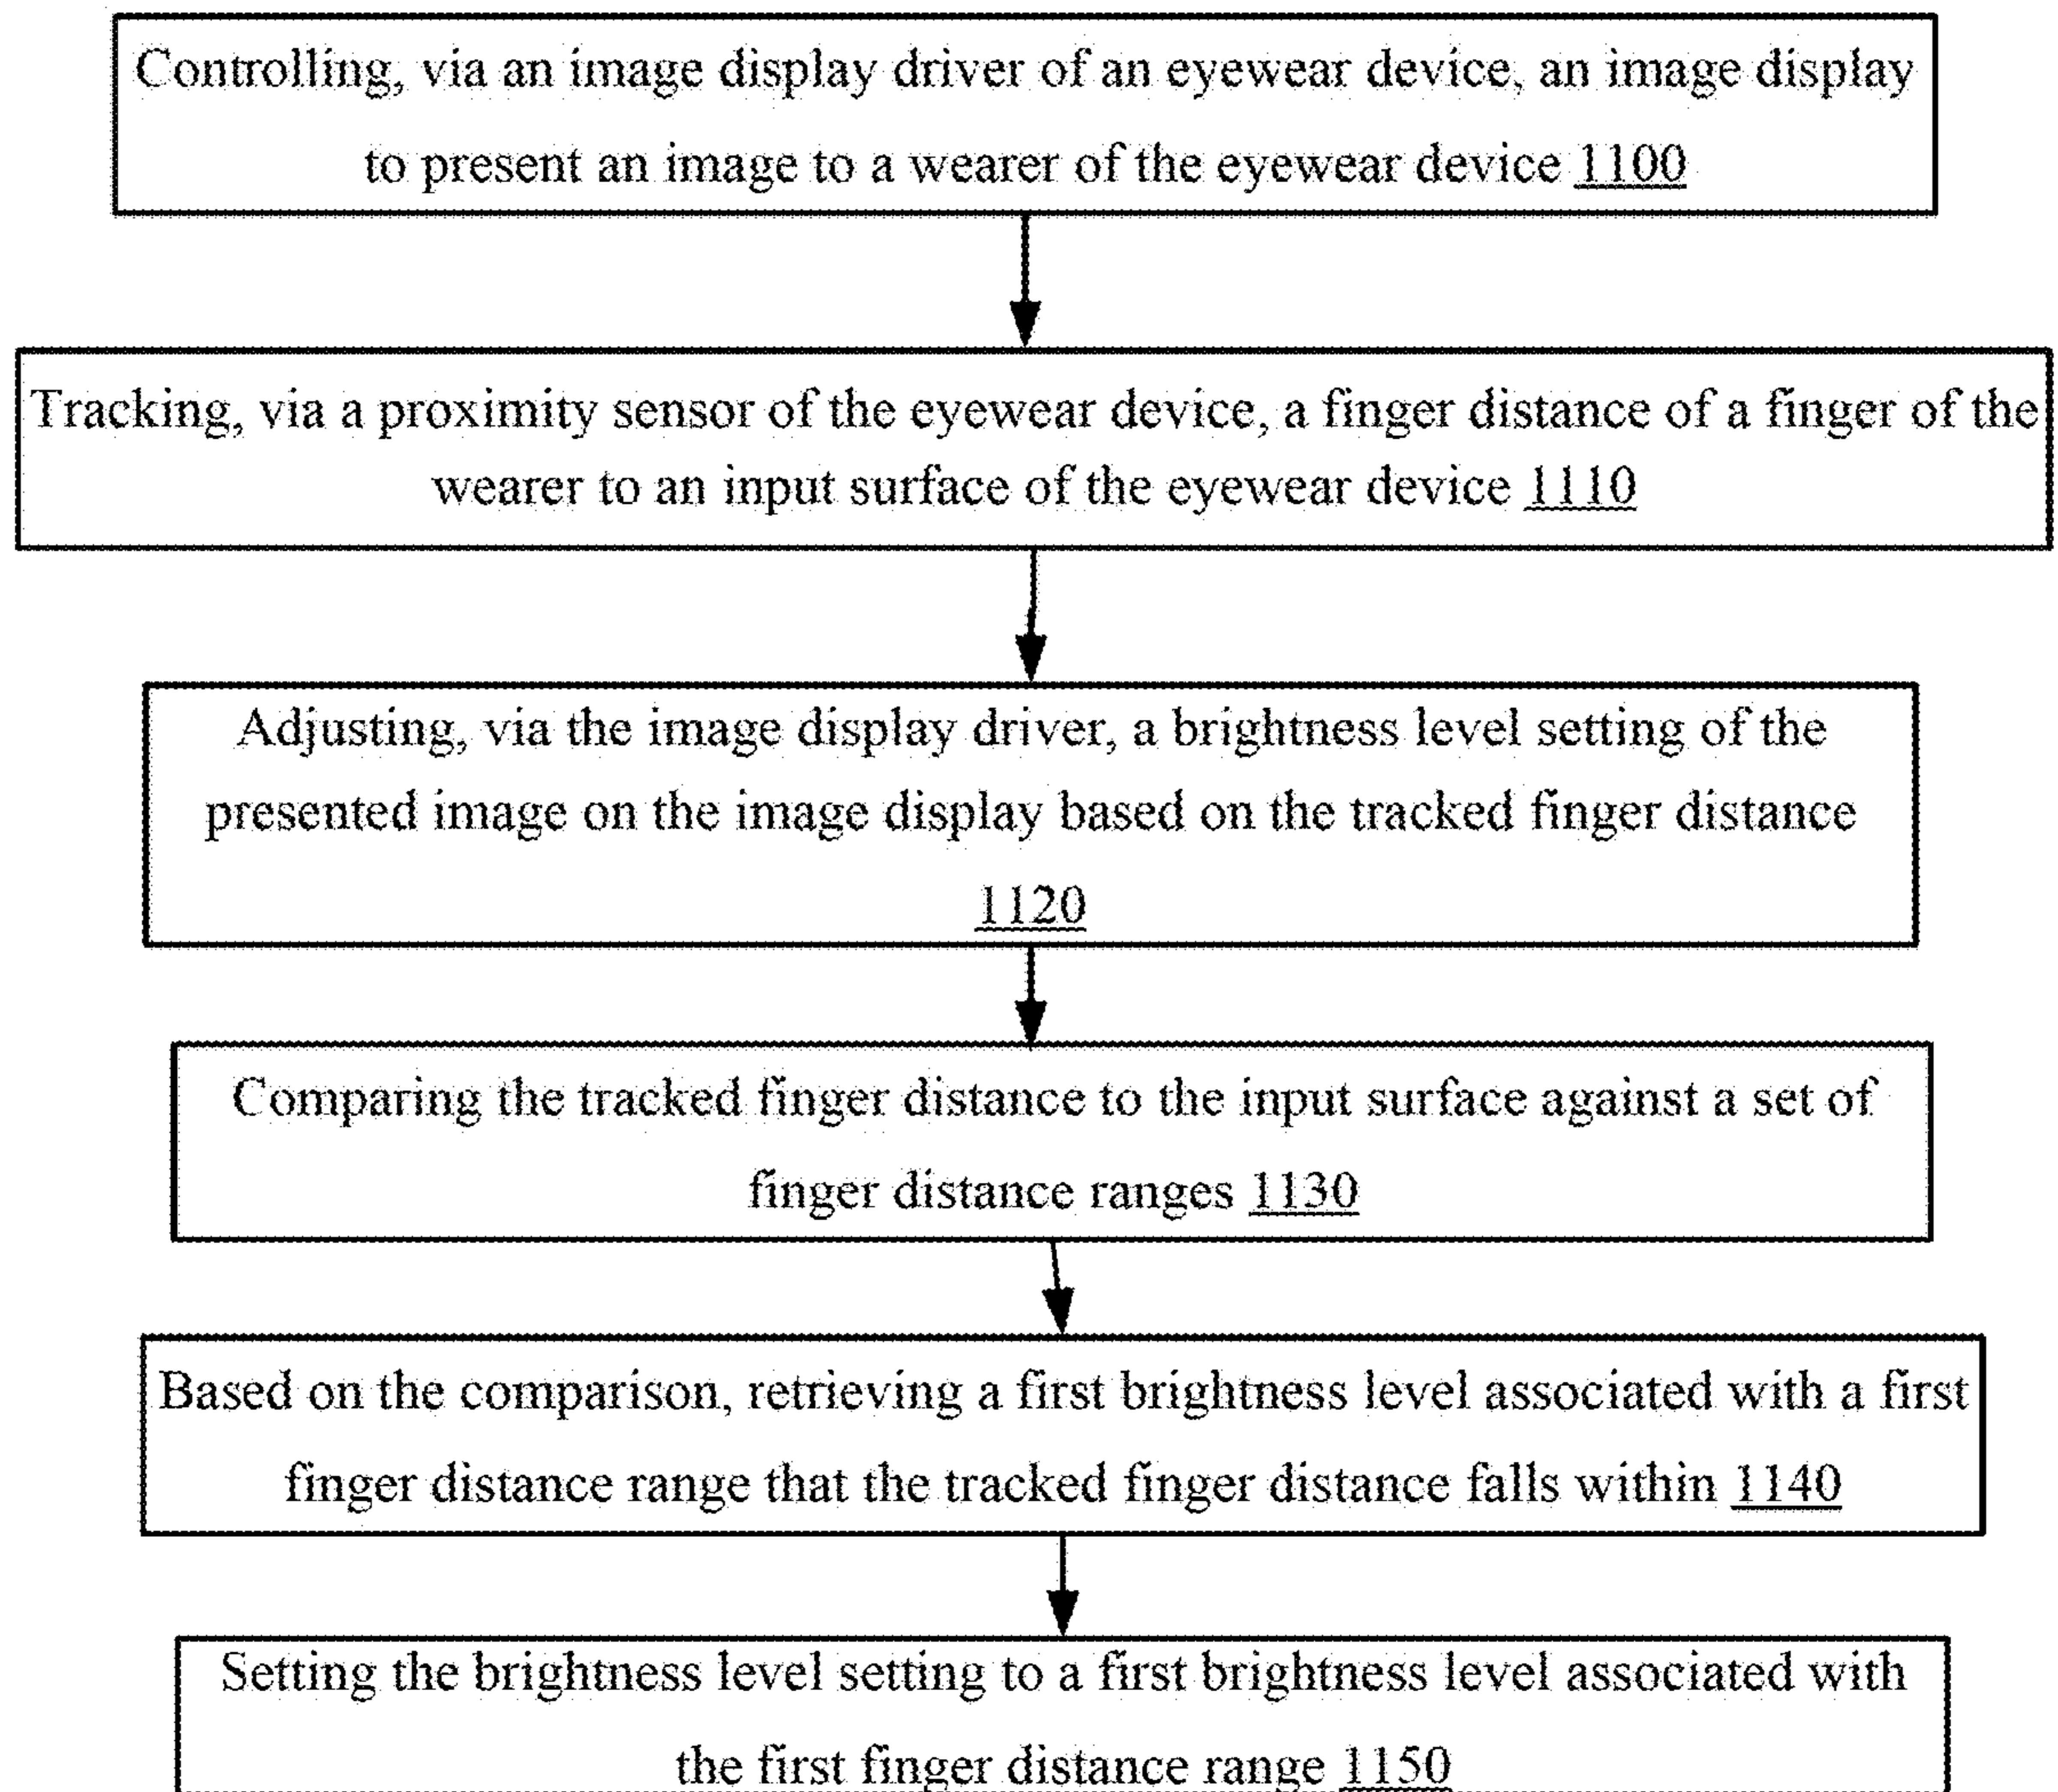 Controlling, via an image display driver of an eyewear device, an image display
to present an image to a wearer of the eyewear device 1100
Tracking, via a proximity sensor of the eyewear device, a finger distance of a finger of the
wearer to an input surface of the eyewear device 1110
Adjusting, via the image display driver, a brightness level setting of the
presented image on the image display based on the tracked finger distance
1120
Comparing the tracked finger distance to the input surface against a set of
finger distance ranges 1130
Based on the comparison, retrieving a first brightness level associated with a first
finger distance range that the tracked finger distance falls within 1140
Setting the brightness level setting to a first brightness level associated with
the first finger distance range 1150